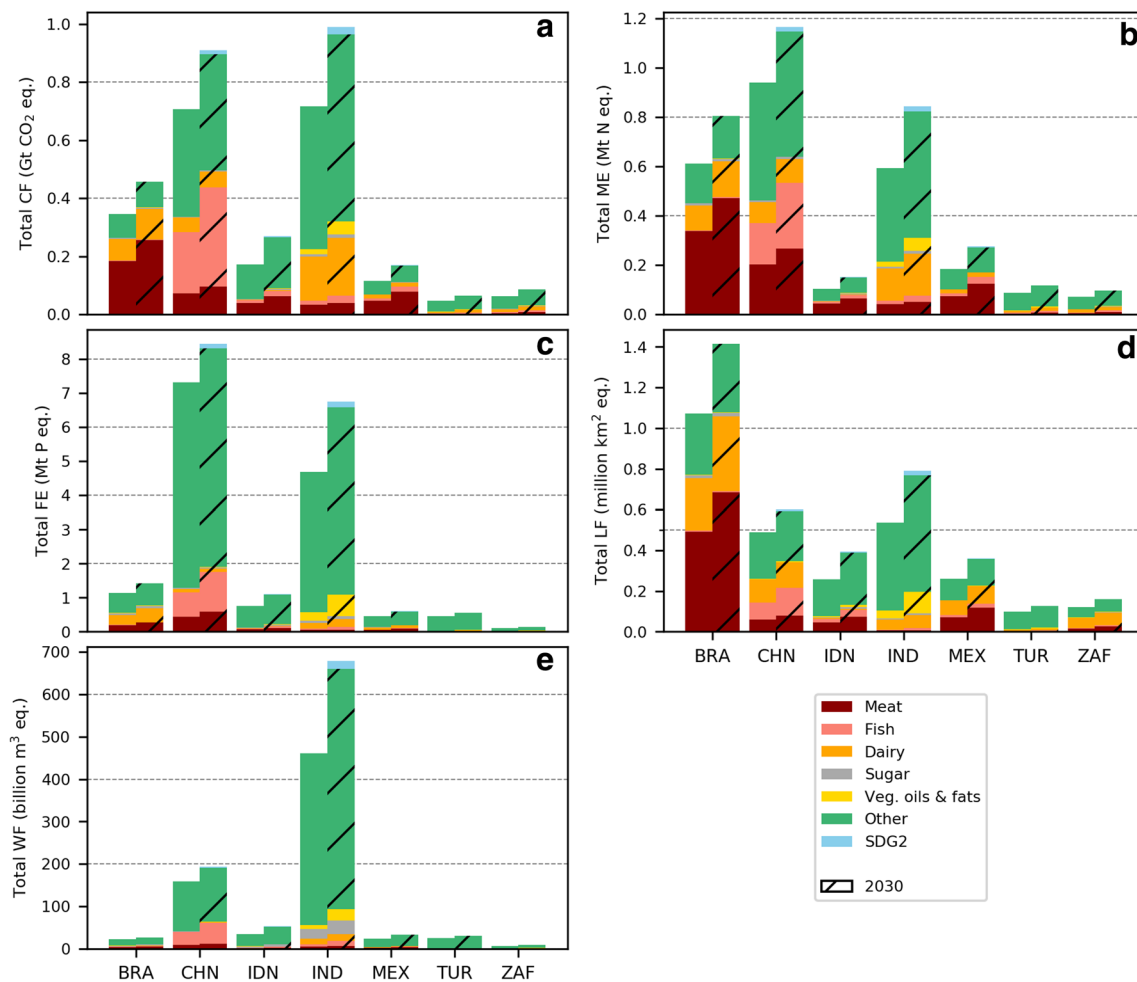 a
1.0
0.8
0.6
0.4
0.2
0.0
Total CF (Gt CO₂ eq.)
b
1.2
1.0
0.8
0.6
0.4
0.2
0.0
Total ME (Mt N eq.)
c
8
7
6
5
4
3
2
1
0
Total FE (Mt P eq.)
d
1.4
1.2
1.0
0.8
0.6
0.4
0.2
0.0
Total LF (million km² eq.)
BRA CHN IDN IND MEX TUR ZAF
e
700
600
500
400
300
200
100
0
Total WF (billion m³ eq.)
BRA CHN IDN IND MEX TUR ZAF
Meat
Fish
Dairy
Sugar
Veg. oils & fats
Other
SDG2
2030